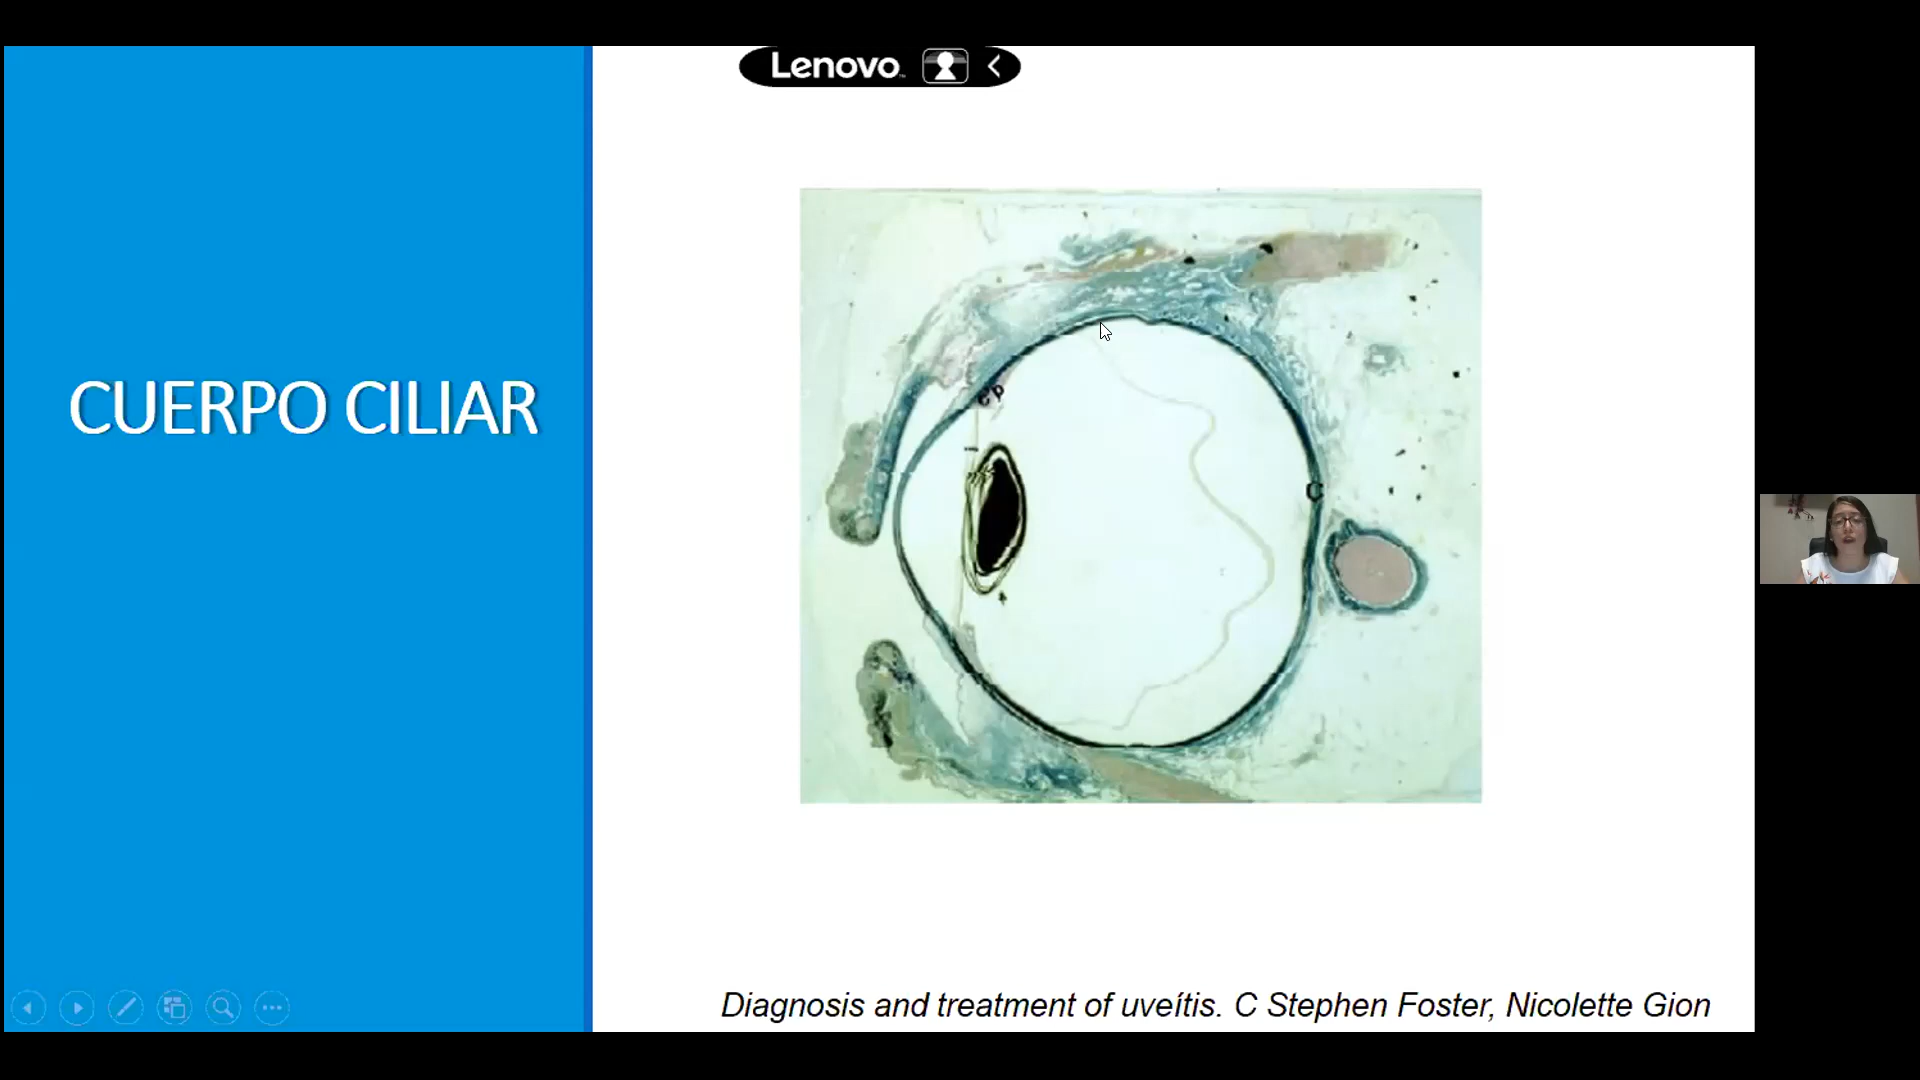 Lenovo
CUERPO CILIAR
CP
I
C
Diagnosis and treatment of uveítis. C Stephen Foster, Nicolette Gion